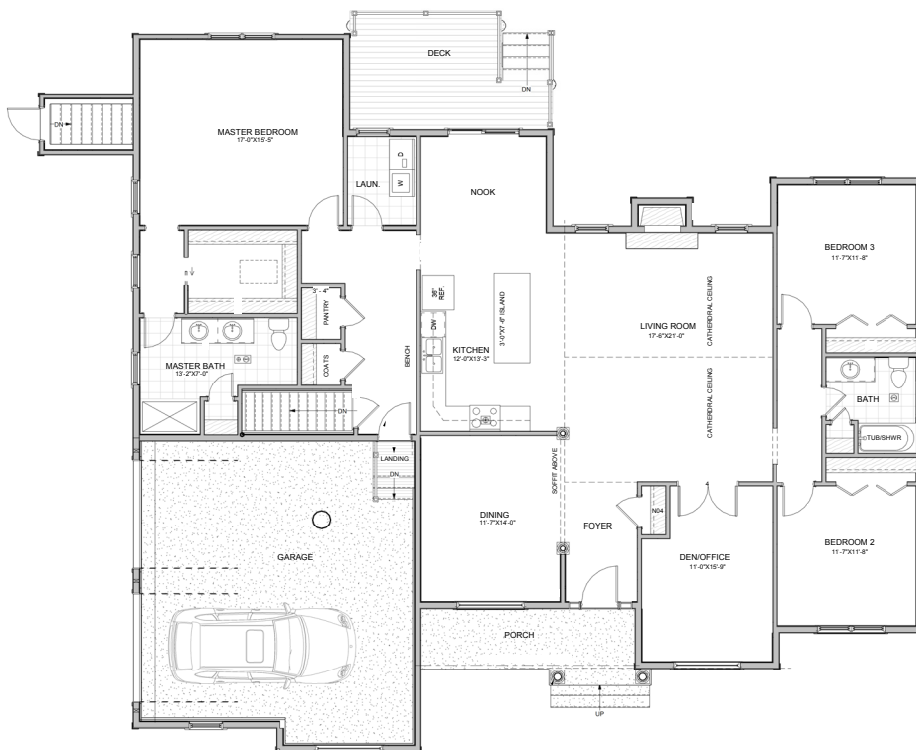 DECK
DN
MASTER BEDROOM
17'-0"X15'-5"
DN
D
W
LAUN.
NOOK
BEDROOM 3
11'-7"X11'-8"
36"
REF.
3' - 4"
PANTRY
DW
3'-0"X7'-6" ISLAND
CATHERDRAL CEILING
LIVING ROOM
17'-6"X21'-0"
KITCHEN
12'-0"X13'-3"
BENCH
COATS
MASTER BATH
13'-2"X7'-0"
CATHERDRAL CEILING
BATH
DN
TUB/SHWR
LANDING
DN
SOFFIT ABOVE
DINING
11'-7"X14'-0"
FOYER
N04
GARAGE
DEN/OFFICE
11'-0"X15'-9"
BEDROOM 2
11'-7"X11'-8"
PORCH
UP